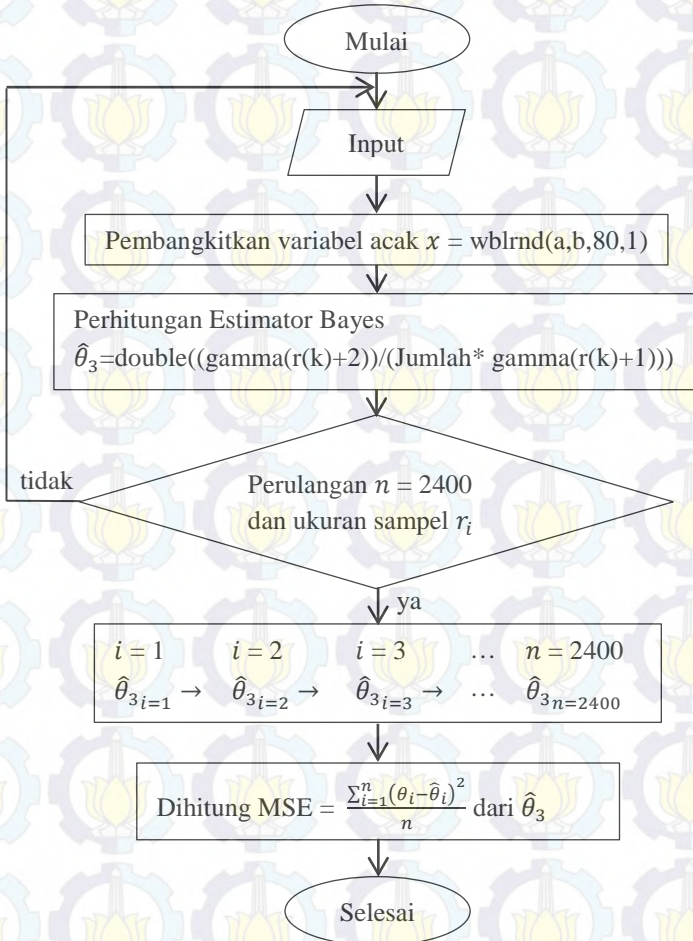 Mulai
Input
Pembangkitkan variabel acak 𝑥 = wblrnd(a,b,80,1)
Perhitungan Estimator Bayes
θ̂₃=double((gamma(r(k)+2))/(Jumlah* gamma(r(k)+1)))
tidak
Perulangan 𝑛 = 2400
dan ukuran sampel 𝑟ᵢ
ya
𝑖 = 1 𝑖 = 2 𝑖 = 3 … 𝑛 = 2400
θ̂₃ᵢ₌₁ → θ̂₃ᵢ₌₂ → θ̂₃ᵢ₌₃ → … θ̂₃ₙ₌₂₄₀₀
Dihitung MSE = ∑ᵢ₌₁ⁿ(θᵢ−θ̂ᵢ)²/𝑛 dari θ̂₃
Selesai